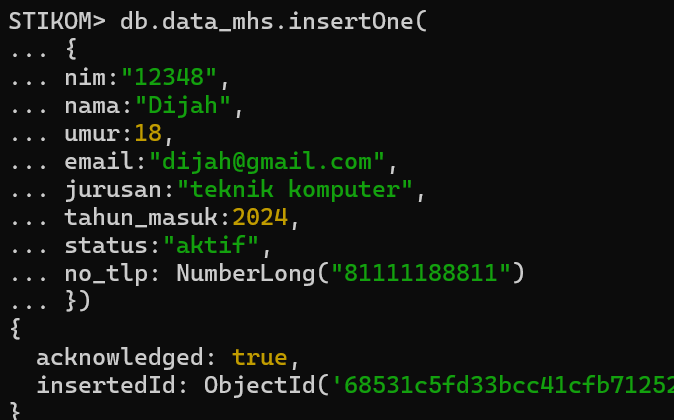 STIKOM> db.data_mhs.insertOne(
... {
... nim:"12348",
... nama:"Dijah",
... umur:18,
... email:"dijah@gmail.com",
... jurusan:"teknik komputer",
... tahun_masuk:2024,
... status:"aktif",
... no_tlp: NumberLong("81111188811")
... })
{
  acknowledged: true,
  insertedId: ObjectId('68531c5fd33bcc41cfb71252
}